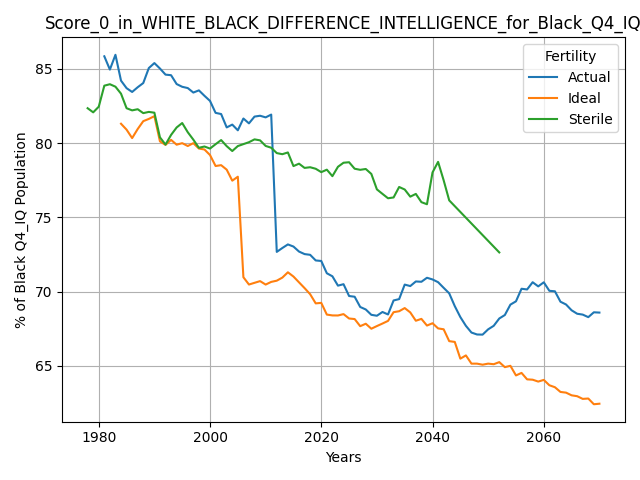 Score_0_in_WHITE_BLACK_DIFFERENCE_INTELLIGENCE_for_Black_Q4_IQ
Fertility
Actual
Ideal
Sterile
% of Black Q4_IQ Population
85
80
75
70
65
1980
2000
2020
2040
2060
Years